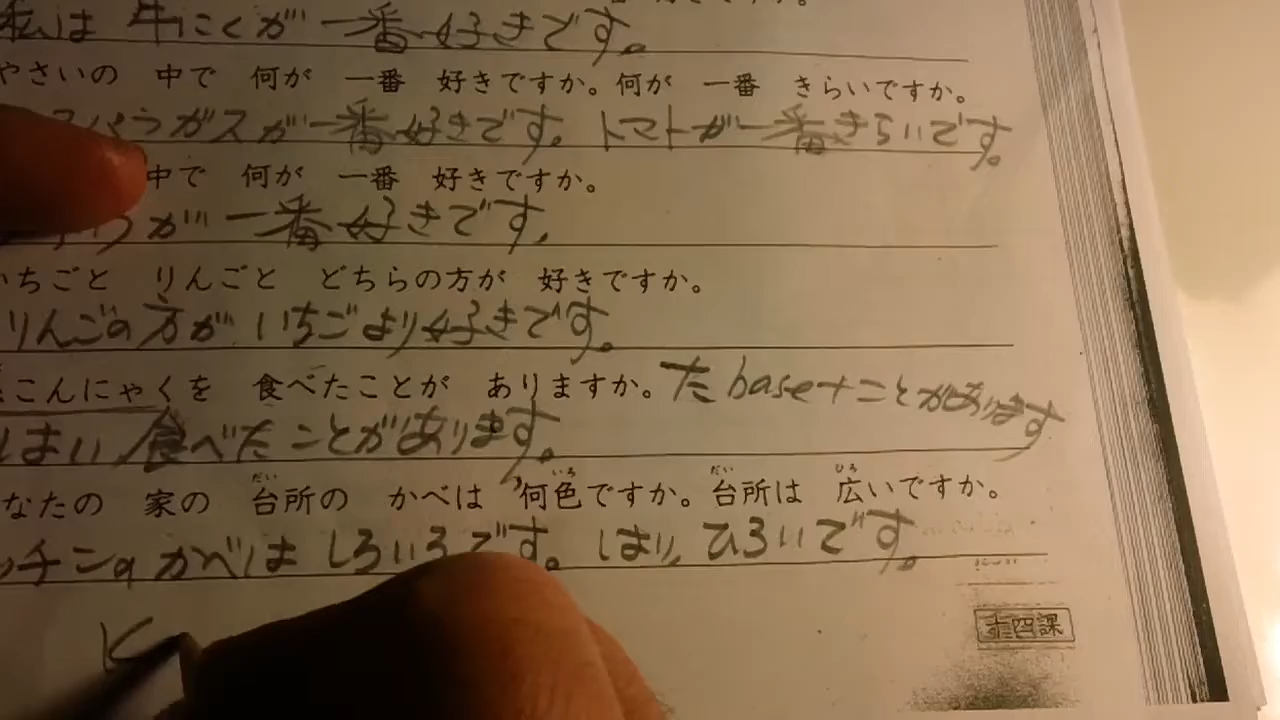 私は 牛にくが 一番好きです。
やさいの 中で 何が 一番 好きですか。何が 一番 きらいですか。
スパラガスが一番好きです。トマトが一番きらいです。
中で 何が 一番 好きですか。
が 一番好きです。
いちごと りんごと どちらの方が 好きですか。
りんごの方が いちごより好きです。
こんにゃくを 食べたことが ありますか。た base+ことがあります
はい 食べたことがあります。
なたの 家の 台所の かべは 何色ですか。台所は 広いですか。
だい いろ だい ひろ
ッチンのかべは しろいろです。はい、ひろいです。
K
十四課